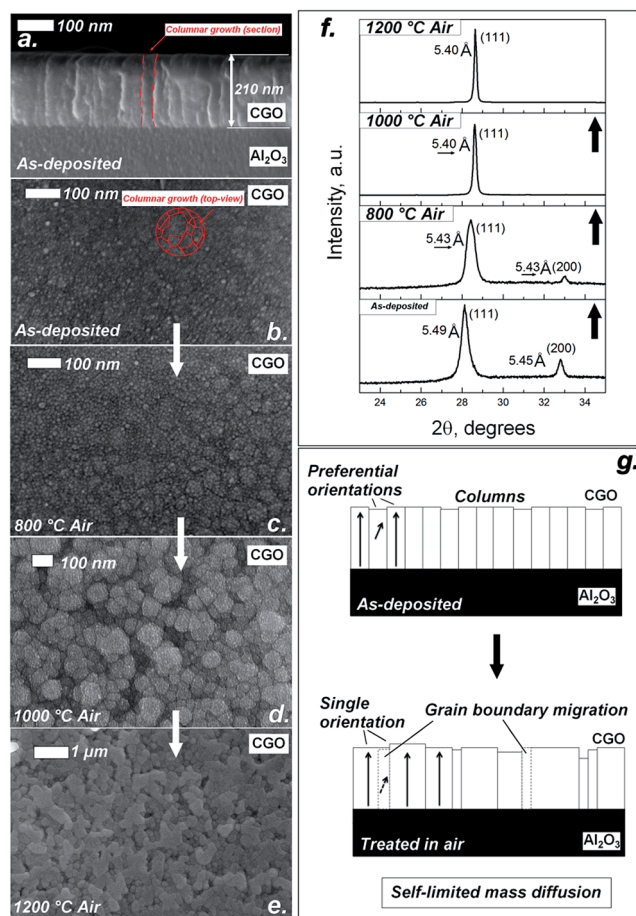 a.
100 nm
Columnar growth (section)
210 nm
CGO
Al₂O₃
As-deposited
100 nm
CGO
Columnar growth (top-view)
As-deposited
b.
100 nm
CGO
800 °C Air
c.
CGO
100 nm
1000 °C Air
d.
1 µm
CGO
1200 °C Air
e.
f.
1200 °C Air
5.40 Å
(111)
1000 °C Air
5.40 Å
(111)
800 °C Air
5.43 Å
(111)
5.43 Å
(200)
As-deposited
5.49 Å
(111)
5.45 Å
(200)
Intensity, a.u.
24 26 28 30 32 34
2θ, degrees
g.
Preferential
orientations
Columns
CGO
As-deposited
Al₂O₃
Single
orientation
Grain boundary
migration
CGO
Treated in air
Al₂O₃
Self-limited mass diffusion